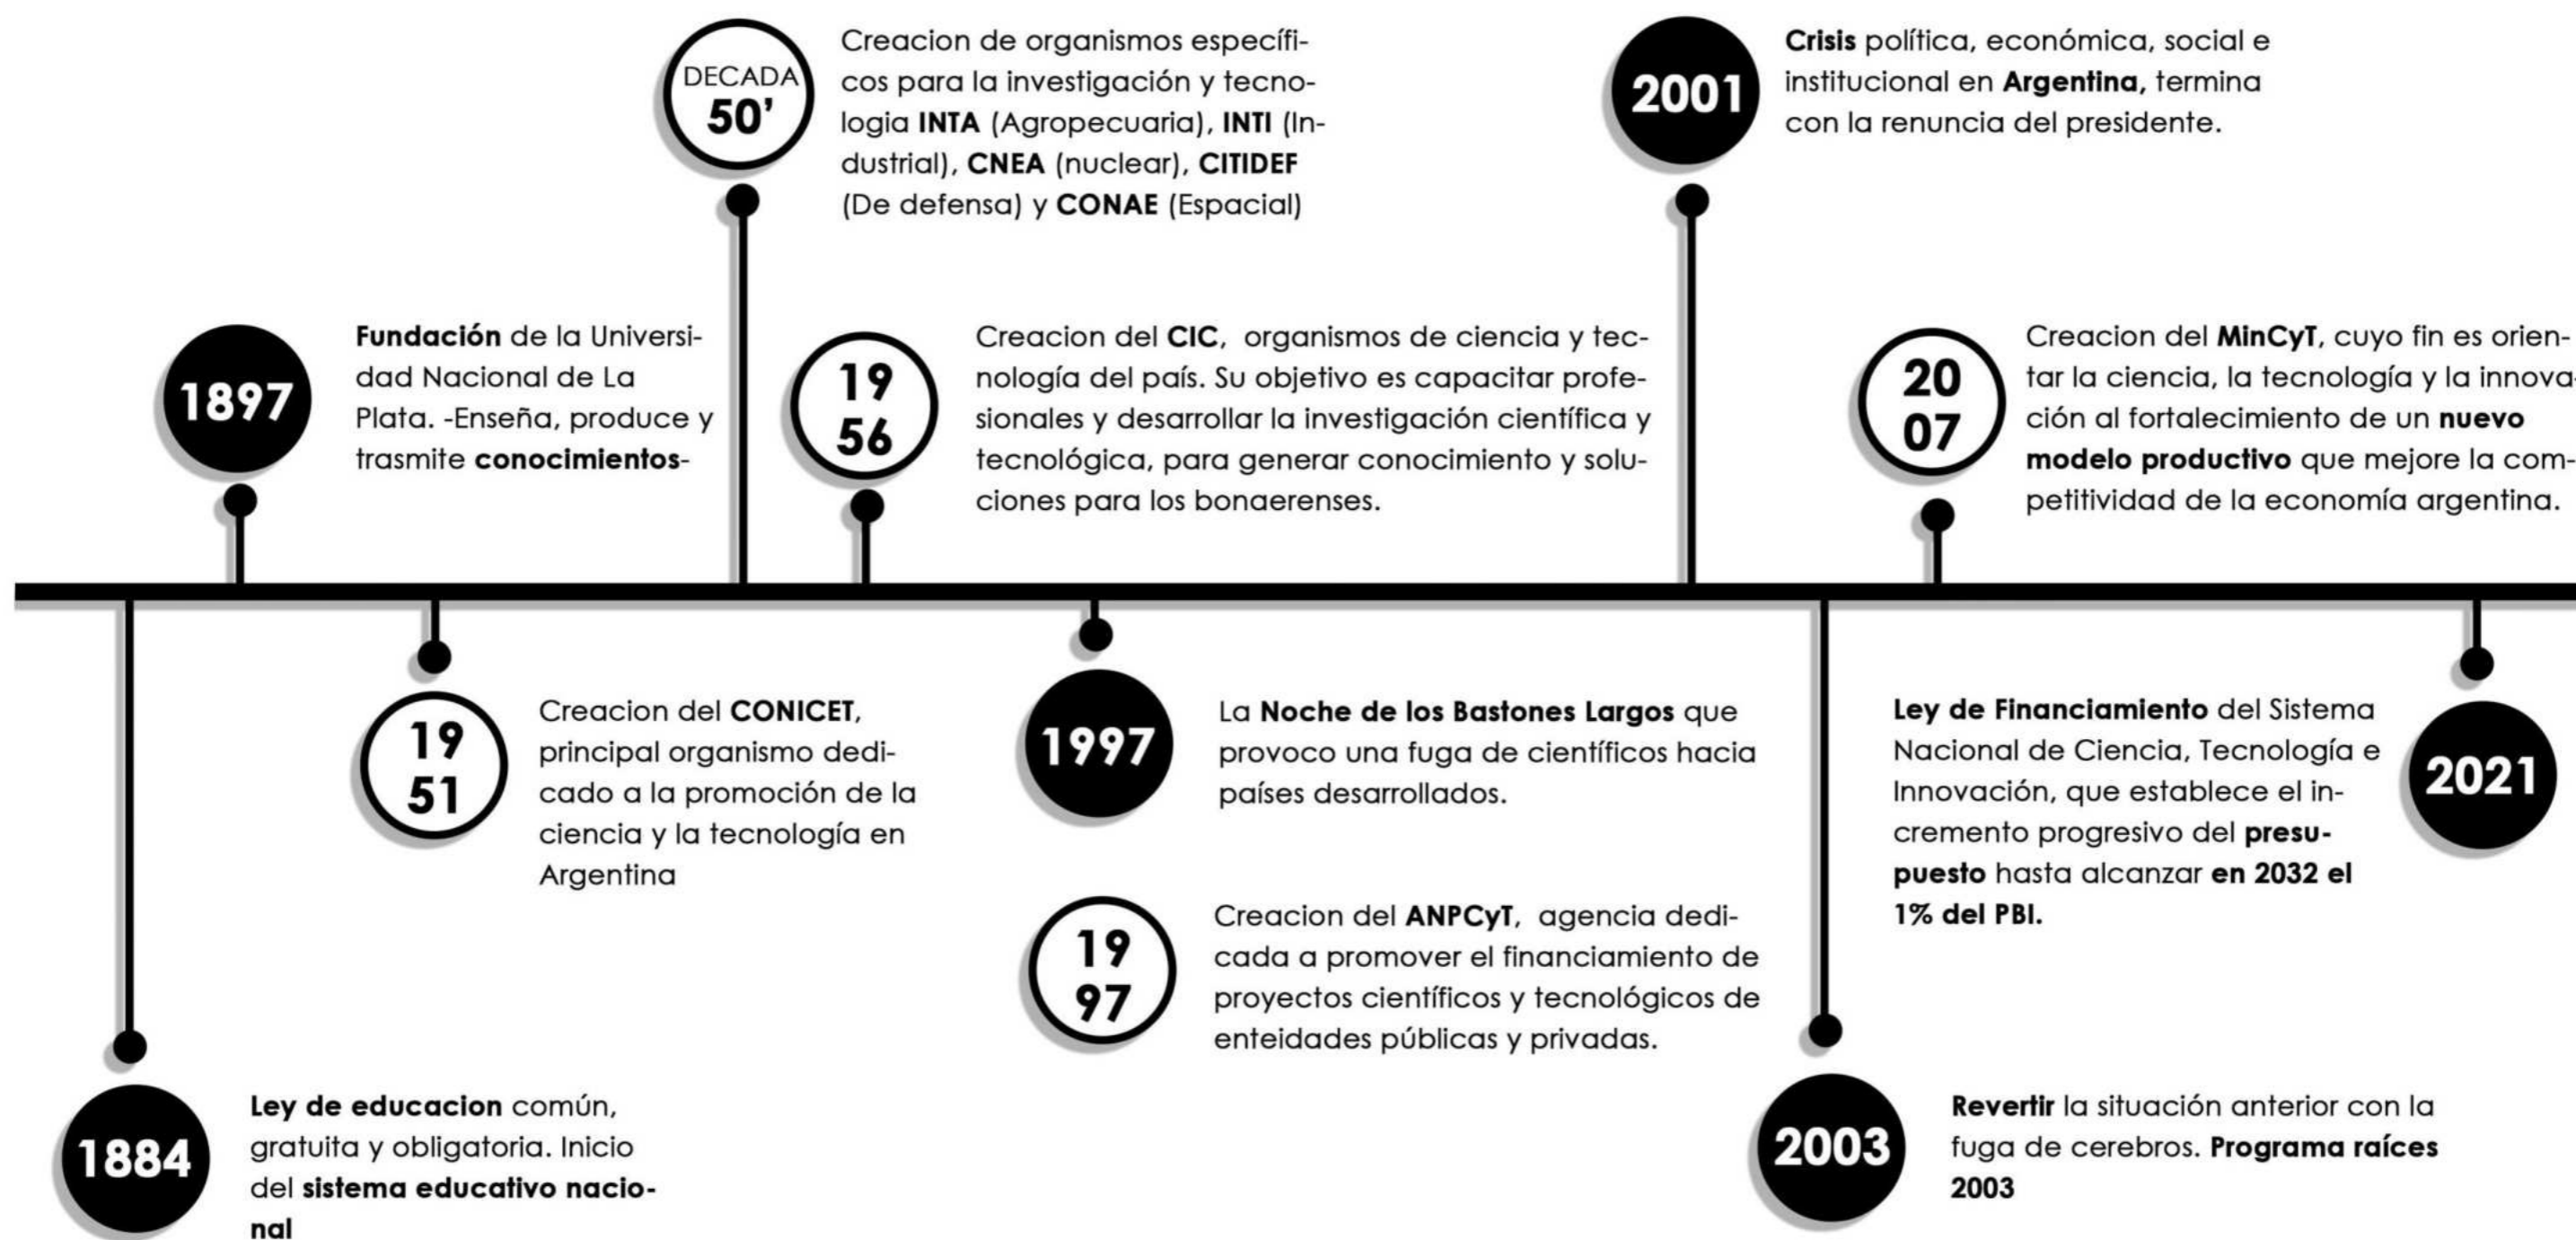 DECADA
50'
Creacion de organismos específi-
cos para la investigación y tecno-
logia INTA (Agropecuaria), INTI (In-
dustrial), CNEA (nuclear), CITIDEF
(De defensa) y CONAE (Espacial)
2001
Crisis política, económica, social e
institucional en Argentina, termina
con la renuncia del presidente.
1897
Fundación de la Universi-
dad Nacional de La
Plata. -Enseña, produce y
trasmite conocimientos-
19
56
Creacion del CIC, organismos de ciencia y tec-
nología del país. Su objetivo es capacitar profe-
sionales y desarrollar la investigación científica y
tecnológica, para generar conocimiento y solu-
ciones para los bonaerenses.
20
07
Creacion del MinCyT, cuyo fin es orien-
tar la ciencia, la tecnología y la innova-
ción al fortalecimiento de un nuevo
modelo productivo que mejore la com-
petitividad de la economía argentina.
19
51
Creacion del CONICET,
principal organismo dedi-
cado a la promoción de la
ciencia y la tecnología en
Argentina
1997
La Noche de los Bastones Largos que
provoco una fuga de científicos hacia
países desarrollados.
19
97
Creacion del ANPCyT, agencia dedi-
cada a promover el financiamiento de
proyectos científicos y tecnológicos de
enteidades públicas y privadas.
Ley de Financiamiento del Sistema
Nacional de Ciencia, Tecnología e
Innovación, que establece el in-
cremento progresivo del presu-
puesto hasta alcanzar en 2032 el
1% del PBI.
2021
1884
Ley de educacion común,
gratuita y obligatoria. Inicio
del sistema educativo nacio-
nal
2003
Revertir la situación anterior con la
fuga de cerebros. Programa raíces
2003